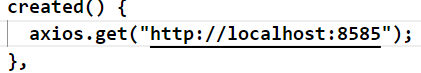 created() {
axios.get("http://localhost:8585");
},